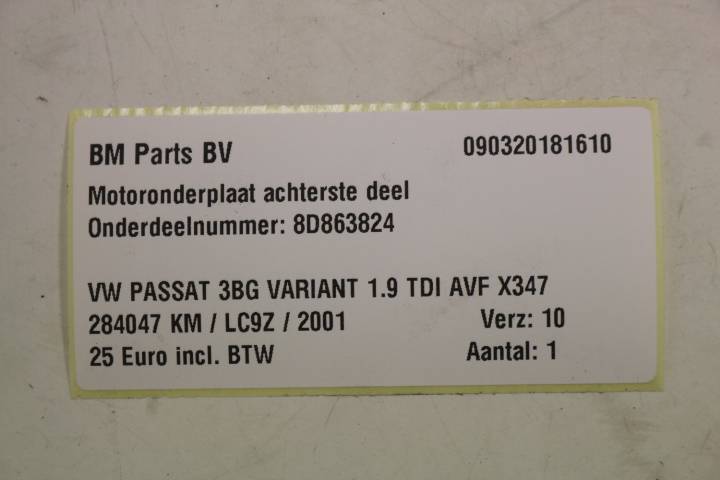 BM Parts BV 090320181610
Motoronderplaat achterste deel
Onderdeelnummer: 8D863824
VW PASSAT 3BG VARIANT 1.9 TDI AVF X347
284047 KM / LC9Z / 2001 Verz: 10
25 Euro incl. BTW Aantal: 1